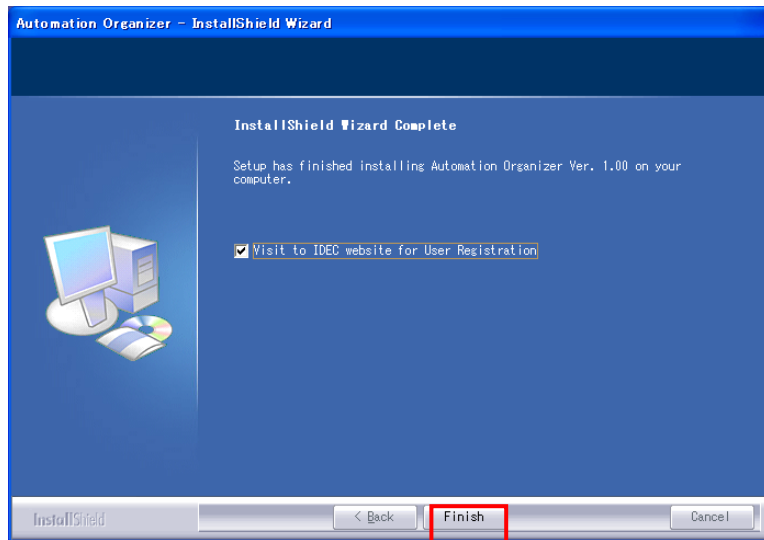 Automation Organizer - InstallShield Wizard
InstallShield Wizard Complete
Setup has finished installing Automation Organizer Ver. 1.00 on your
computer.
Visit to IDEC website for User Registration
InstallShield
< Back
Finish
Cancel